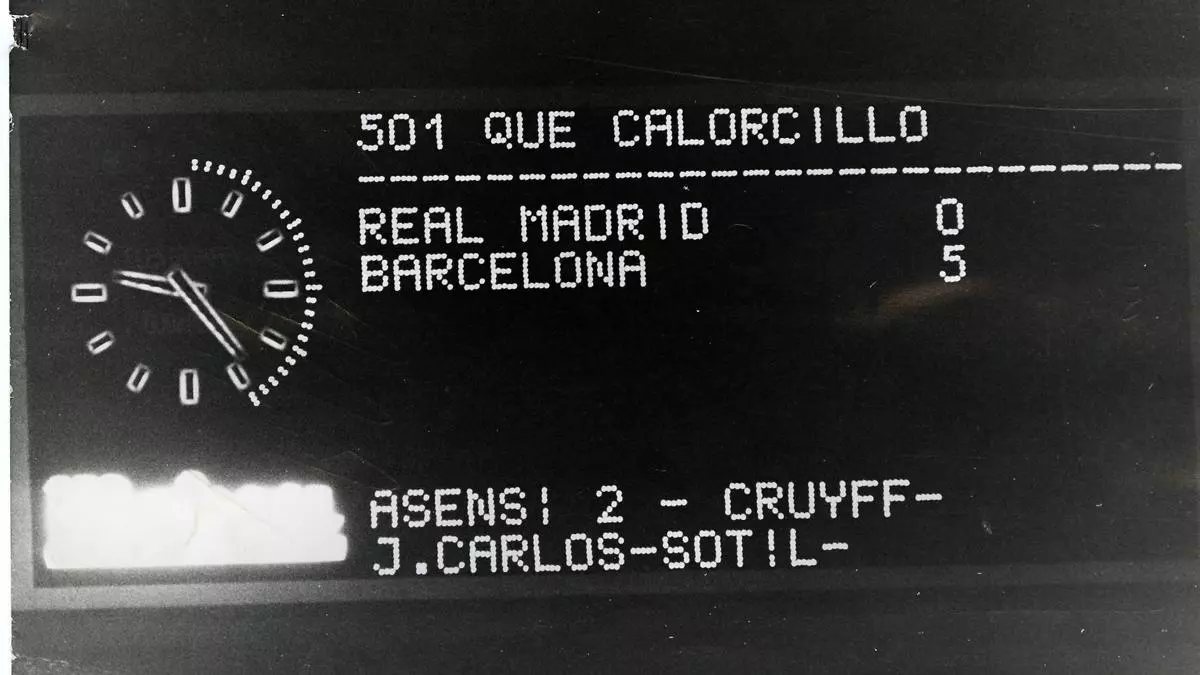 501 QUE CALORCILLO
REAL MADRID 0
BARCELONA 5
ASENSI 2 - CRUYFF-
J.CARLOS-SOTIL-